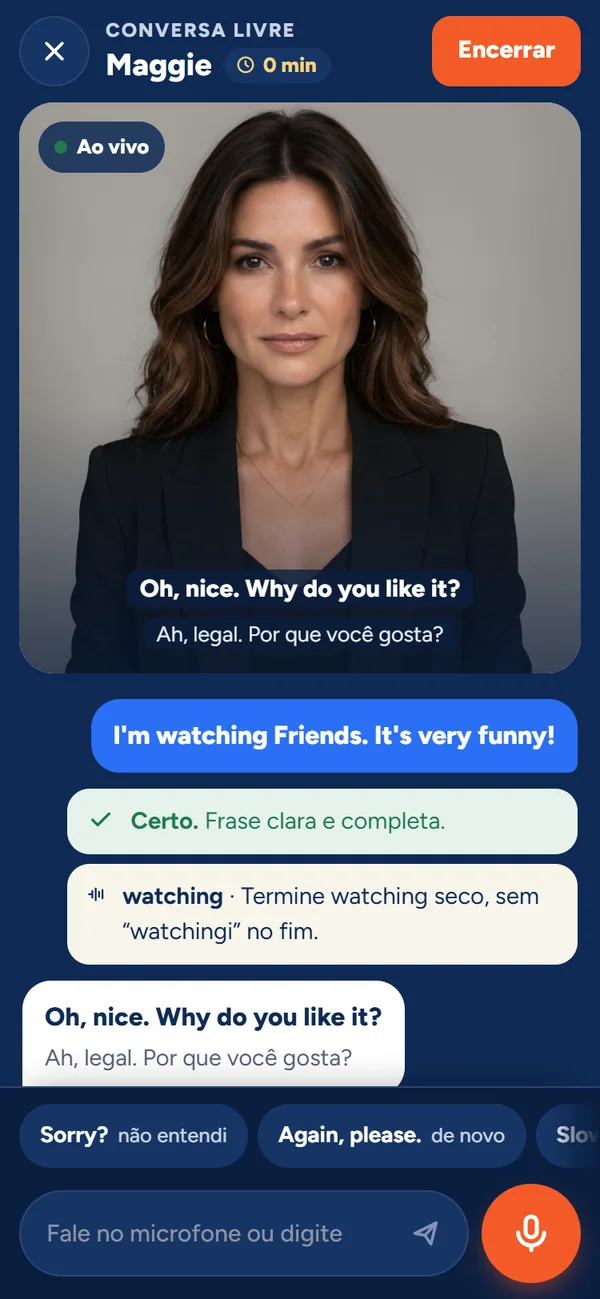 CONVERSA LIVRE
Maggie
0 min
Encerrar
Ao vivo
Oh, nice. Why do you like it?
Ah, legal. Por que você gosta?
I'm watching Friends. It's very funny!
Certo. Frase clara e completa.
watching · Termine watching seco, sem
“watchingi” no fim.
Oh, nice. Why do you like it?
Ah, legal. Por que você gosta?
Sorry? não entendi
Again, please. de novo
Fale no microfone ou digite